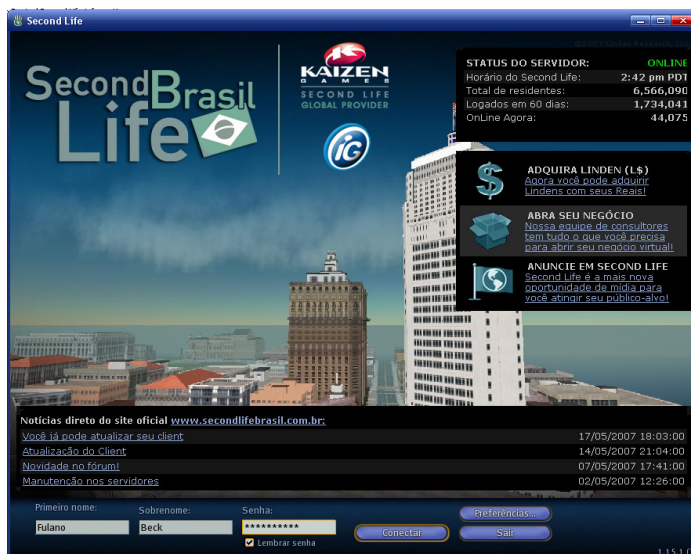 Second Life
©2007 Linden Research, Inc.
Second Brasil
Life
KAIZEN
GAMES
SECOND LIFE
GLOBAL PROVIDER
iG
STATUS DO SERVIDOR: ONLINE
Horário do Second Life: 2:42 pm PDT
Total de residentes: 6,566,090
Logados em 60 dias: 1,734,041
OnLine Agora: 44,075
ADQUIRA LINDEN (L$)
Agora você pode adquirir
Lindens com seus Reais!
ABRA SEU NEGÓCIO
Nossa equipe de consultores
tem tudo o que você precisa
para abrir seu negócio virtual!
ANUNCIE EM SECOND LIFE
Second Life é a mais nova
oportunidade de mídia para
você atingir seu público-alvo!
Notícias direto do site oficial www.secondlifebrasil.com.br:
Você já pode atualizar seu client 17/05/2007 18:03:00
Atualização do Client 14/05/2007 21:04:00
Novidade no fórum! 07/05/2007 17:41:00
Manutenção nos servidores 02/05/2007 12:26:00
Primeiro nome: Sobrenome: Senha: Preferências...
Fulano Beck ********** Conectar Sair
Lembrar senha